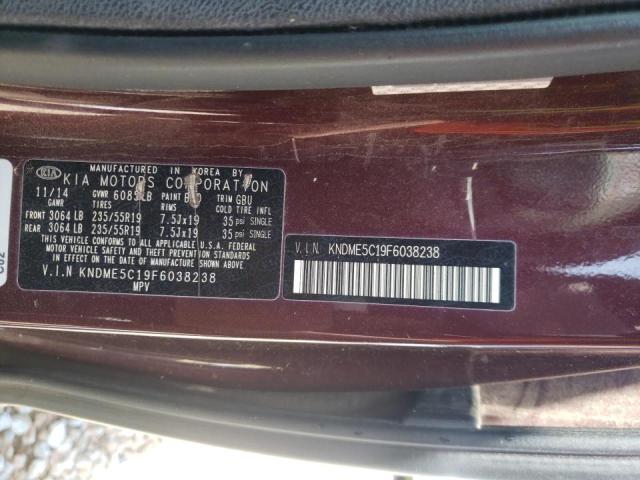 KIA
MANUFACTURED IN KOREA BY
KIA MOTORS CORPORATION
11/14 GVWR PAINT TRIM GBU
GAWR TIRES RIMS COLD TIRE INFL
FRONT 3064 LB 235/55R19 7.5Jx19 35 psi SINGLE
REAR 3064 LB 235/55R19 7.5Jx19 35 psi SINGLE
THIS VEHICLE CONFORMS TO ALL APPLICABLE U.S.A. FEDERAL
MOTOR VEHICLE SAFETY AND THEFT PREVENTION STANDARDS
IN EFFECT ON THE DATE OF MANUFACTURE SHOWN ABOVE
V.I.N KNDME5C19F6038238
MPV
V.I.N KNDME5C19F6038238
C02